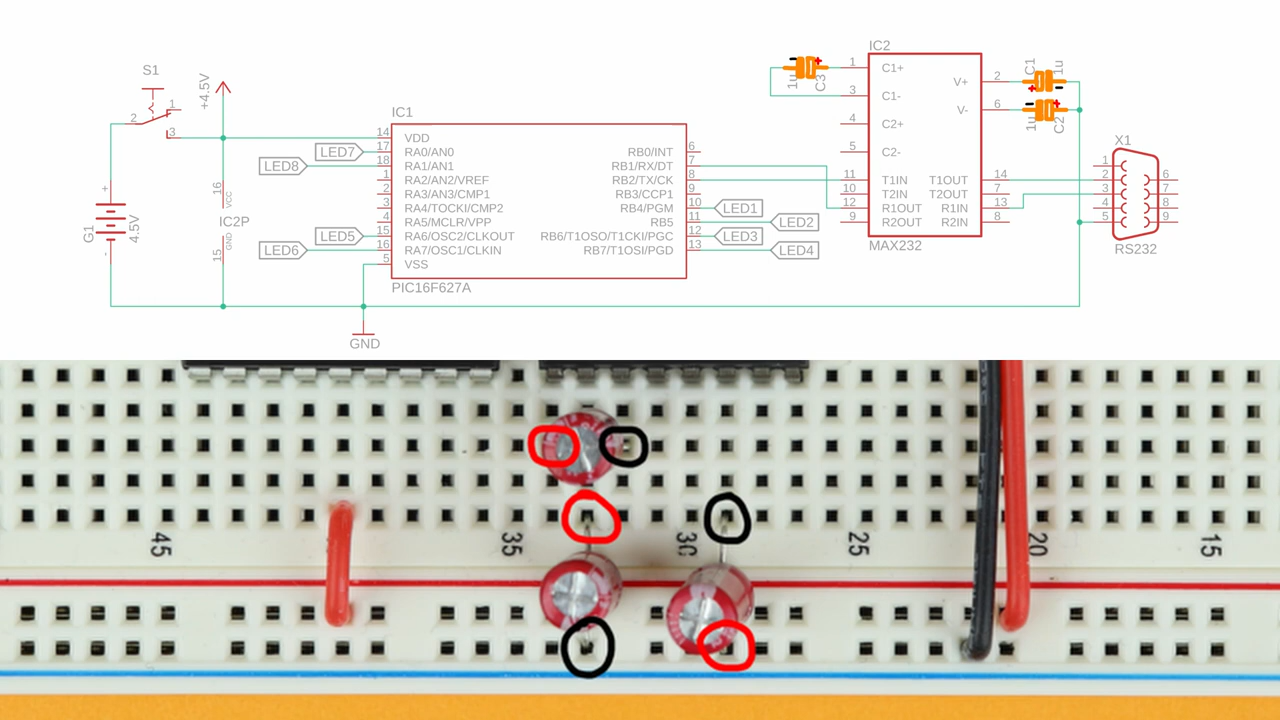 S1
2
1
3
+4.5V
G1
+
-
4.5V
16
VCC
IC2P
GND
15
GND
IC1
LED7
LED8
LED5
LED6
14 VDD
17 RA0/AN0
18 RA1/AN1
1 RA2/AN2/VREF
2 RA3/AN3/CMP1
3 RA4/TOCKI/CMP2
4 RA5/MCLR/VPP
15 RA6/OSC2/CLKOUT
16 RA7/OSC1/CLKIN
5 VSS
RB0/INT 6
RB1/RX/DT 7
RB2/TX/CK 8
RB3/CCP1 9
RB4/PGM 10
RB5 11
RB6/T1OSO/T1CKI/PGC 12
RB7/T1OSI/PGD 13
PIC16F627A
LED1
LED2
LED3
LED4
IC2
- +
1u C3
1 C1+
3 C1-
4 C2+
5 C2-
11 T1IN
10 T2IN
12 R1OUT
9 R2OUT
V+ 2
V- 6
T1OUT 14
T2OUT 7
R1IN 13
R2IN 8
MAX232
C1 1u
+ -
- +
1u C2
X1
1
2
3
4
5
6
7
8
9
RS232
45
35
30
25
20
15